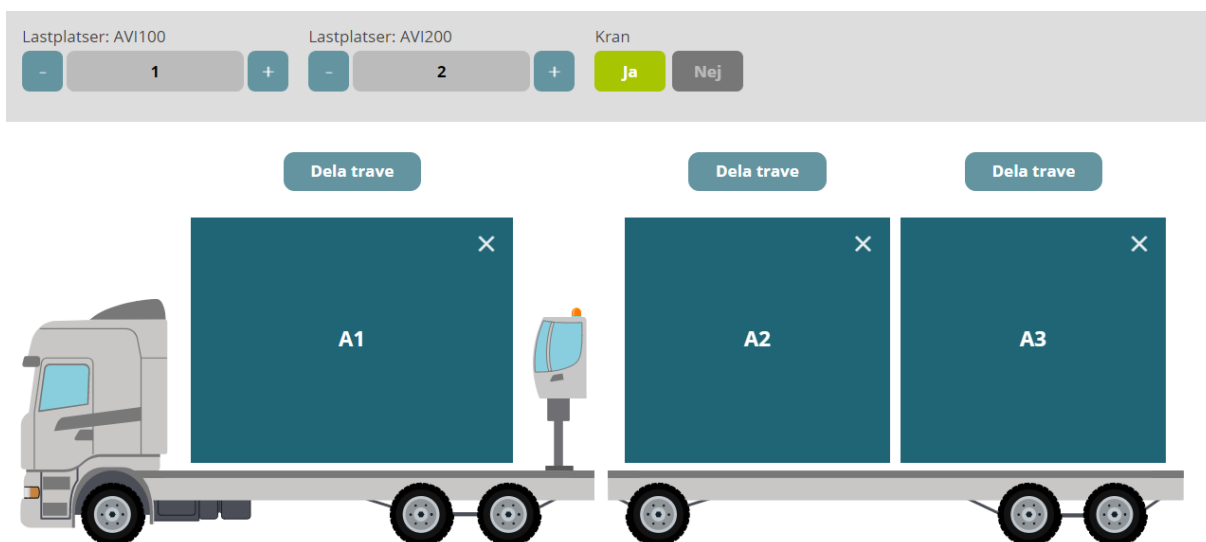 Lastplatser: AVI100 Lastplatser: AVI200 Kran
- 1 + - 2 + Ja Nej
Dela trave Dela trave Dela trave
A1 A2 A3